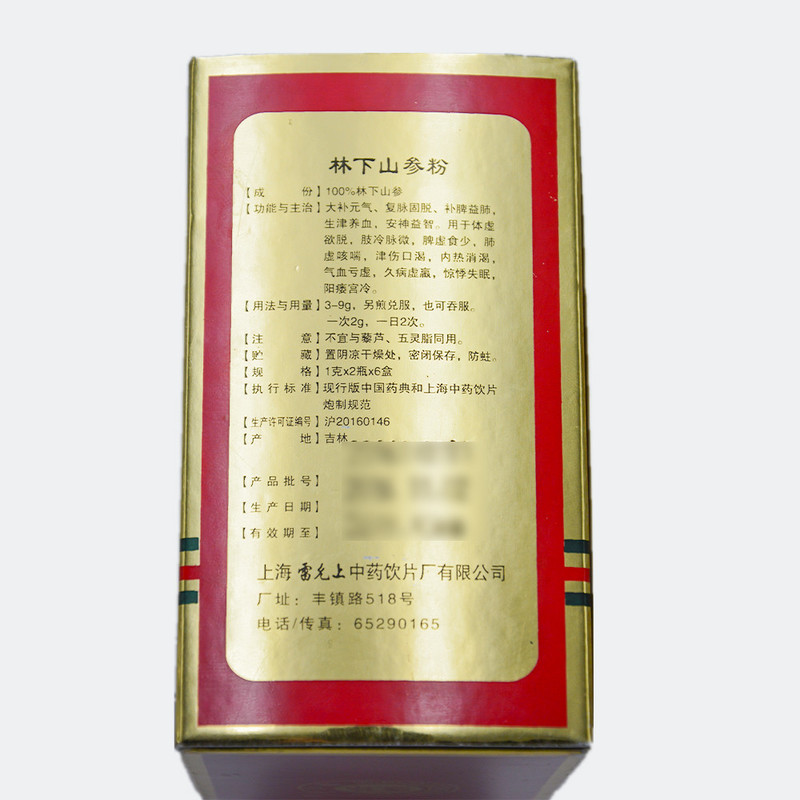 林下山参粉
【成份】100%林下山参
【功能与主治】大补元气、复脉固脱、补脾益肺，
生津养血，安神益智。用于体虚
欲脱，肢冷脉微，脾虚食少，肺
虚咳喘，津伤口渴，内热消渴，
气血亏虚，久病虚羸，惊悸失眠，
阳痿宫冷。
【用法与用量】3-9g，另煎兑服，也可吞服。
一次2g，一日2次。
【注意】不宜与藜芦、五灵脂同用。
【贮藏】置阴凉干燥处，密闭保存，防蛀。
【规格】1克x2瓶x6盒
【执行标准】现行版中国药典和上海中药饮片
炮制规范
【生产许可证编号】沪20160146
【产地】吉林
【产品批号】
【生产日期】
【有效期至】
上海雷允上中药饮片厂有限公司
厂址：丰镇路518号
电话/传真：65290165